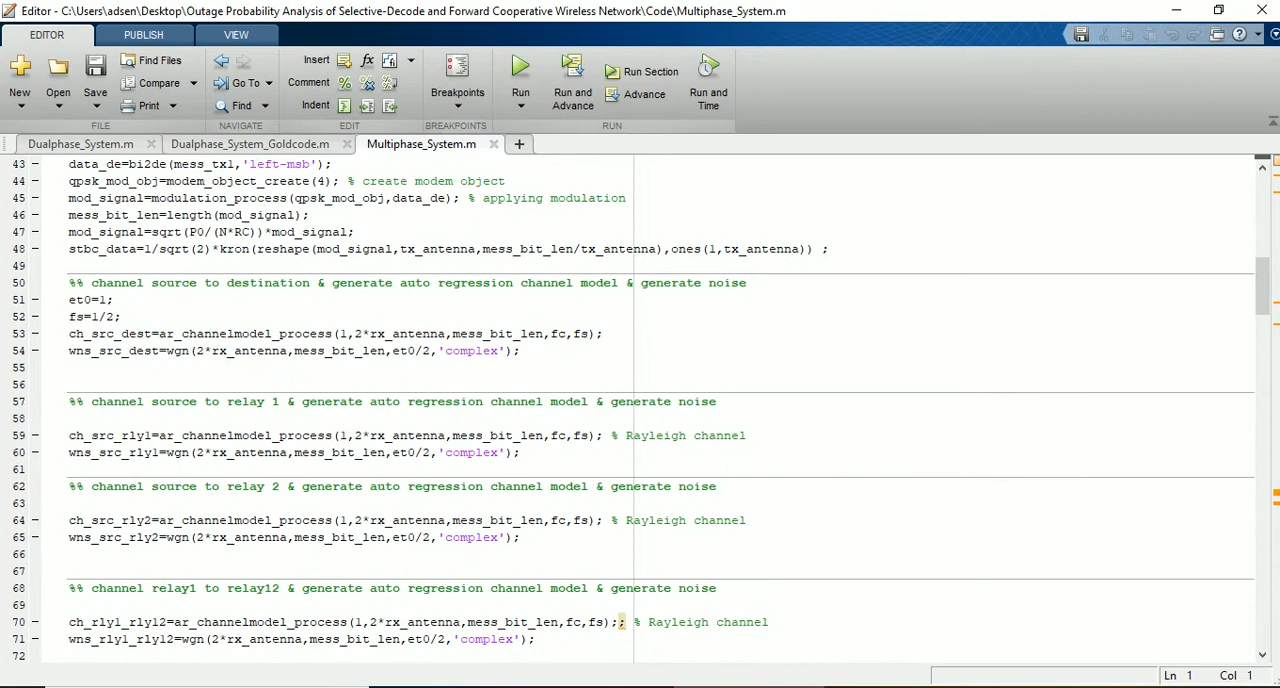 Editor - C:\Users\adsen\Desktop\Outage Probability Analysis of Selective-Decode and Forward Cooperative Wireless Network\Code\Multiphase_System.m
EDITOR PUBLISH VIEW
New Open Save Find Files Compare Print
Go To Find
Insert Comment Indent fx
Breakpoints
Run Run and Advance Run Section Advance Run and Time
FILE NAVIGATE EDIT BREAKPOINTS RUN
Dualphase_System.m Dualphase_System_Goldcode.m Multiphase_System.m +
43 – data_de=bi2de(mess_tx1,'left-msb');
44 – qpsk_mod_obj=modem_object_create(4); % create modem object
45 – mod_signal=modulation_process(qpsk_mod_obj,data_de); % applying modulation
46 – mess_bit_len=length(mod_signal);
47 – mod_signal=sqrt(P0/(N*RC))*mod_signal;
48 – stbc_data=1/sqrt(2)*kron(reshape(mod_signal,tx_antenna,mess_bit_len/tx_antenna),ones(1,tx_antenna)) ;
49
50 %% channel source to destination & generate auto regression channel model & generate noise
51 – et0=1;
52 – fs=1/2;
53 – ch_src_dest=ar_channelmodel_process(1,2*rx_antenna,mess_bit_len,fc,fs);
54 – wns_src_dest=wgn(2*rx_antenna,mess_bit_len,et0/2,'complex');
55
56
57 %% channel source to relay 1 & generate auto regression channel model & generate noise
58
59 – ch_src_rly1=ar_channelmodel_process(1,2*rx_antenna,mess_bit_len,fc,fs); % Rayleigh channel
60 – wns_src_rly1=wgn(2*rx_antenna,mess_bit_len,et0/2,'complex');
61
62 %% channel source to relay 2 & generate auto regression channel model & generate noise
63
64 – ch_src_rly2=ar_channelmodel_process(1,2*rx_antenna,mess_bit_len,fc,fs); % Rayleigh channel
65 – wns_src_rly2=wgn(2*rx_antenna,mess_bit_len,et0/2,'complex');
66
67
68 %% channel relay1 to relay12 & generate auto regression channel model & generate noise
69
70 – ch_rly1_rly12=ar_channelmodel_process(1,2*rx_antenna,mess_bit_len,fc,fs);; % Rayleigh channel
71 – wns_rly1_rly12=wgn(2*rx_antenna,mess_bit_len,et0/2,'complex');
72
Ln 1 Col 1